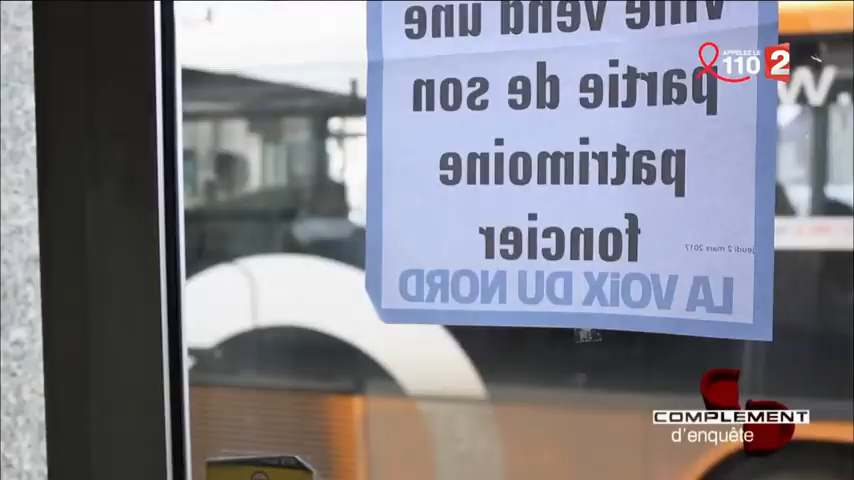 ville vend une
partie de son
patrimoine
foncier
jeudi 2 mars 2017
LA VOIX DU NORD
APPELEZ LE
110
2
W
COMPLEMENT
d'enquête